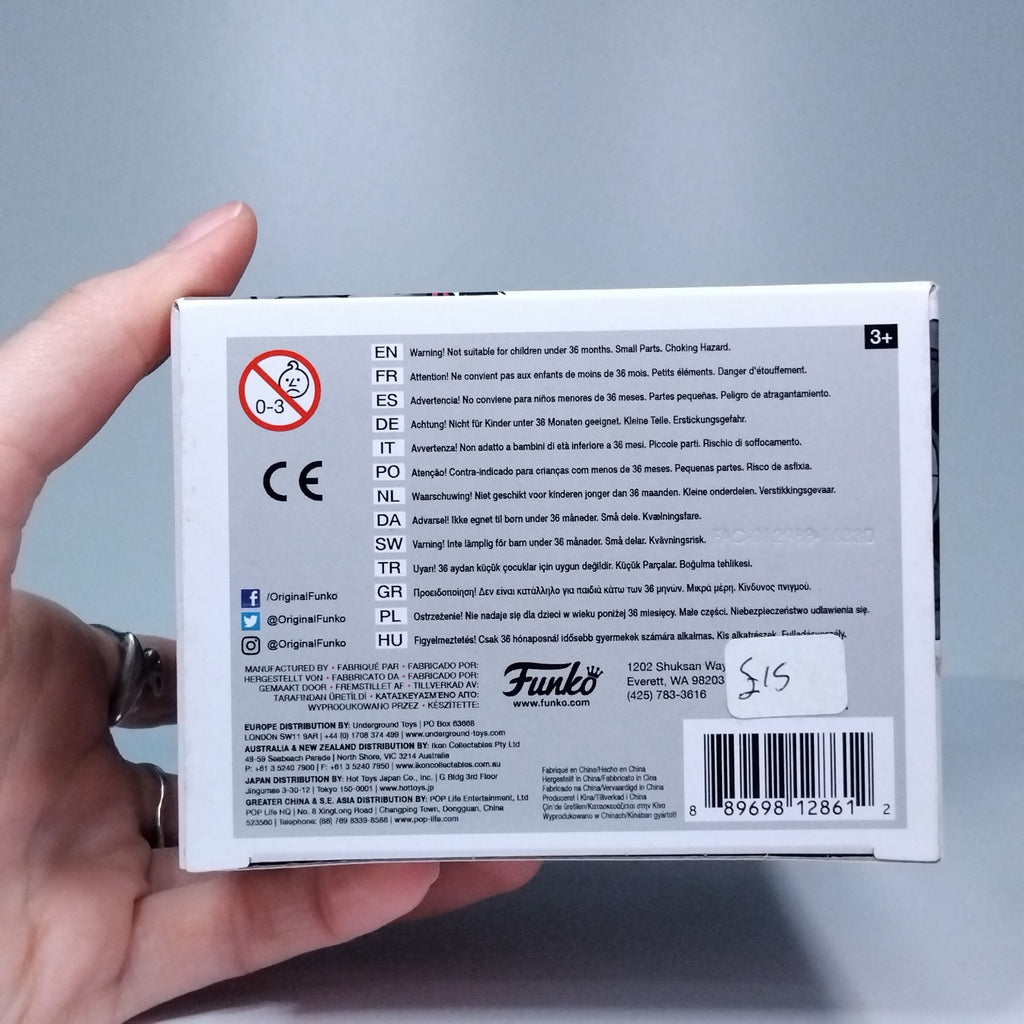 3+
0-3
EN Warning! Not suitable for children under 36 months. Small Parts. Choking Hazard.
FR Attention! Ne convient pas aux enfants de moins de 36 mois. Petits éléments. Danger d'étouffement.
ES Advertencia! No conviene para niños menores de 36 meses. Partes pequeñas. Peligro de atragantamiento.
DE Achtung! Nicht für Kinder unter 36 Monaten geeignet. Kleine Teile. Erstickungsgefahr.
IT Avvertenza! Non adatto a bambini di età inferiore a 36 mesi. Piccole parti. Rischio di soffocamento.
PO Atenção! Contra-indicado para crianças com menos de 36 meses. Pequenas partes. Risco de asfixia.
NL Waarschuwing! Niet geschikt voor kinderen jonger dan 36 maanden. Kleine onderdelen. Verstikkingsgevaar.
DA Advarsel! Ikke egnet til børn under 36 måneder. Små dele. Kvælningsfare.
SW Varning! Inte lämplig för barn under 36 månader. Små delar. Kvävningsrisk.
TR Uyarı! 36 aydan küçük çocuklar için uygun değildir. Küçük Parçalar. Boğulma tehlikesi.
GR Προειδοποίηση! Δεν είναι κατάλληλο για παιδιά κάτω των 36 μηνών. Μικρά μέρη. Κίνδυνος πνιγμού.
PL Ostrzeżenie! Nie nadaje się dla dzieci w wieku poniżej 36 miesięcy. Małe części. Niebezpieczeństwo udławienia się.
HU Figyelmeztetés! Csak 36 hónaposnál idősebb gyermekek számára alkalmas. Kis alkatrészek. Fulladásveszély.
CE
/OriginalFunko
@OriginalFunko
@OriginalFunko
MANUFACTURED BY • FABRIQUÉ PAR • FABRICADO POR:
HERGESTELLT VON • FABBRICATO DA • FABRICADO POR:
GEMAAKT DOOR • FREMSTILLET AF • TILLVERKAD AV:
TARAFINDAN ÜRETİLDİ • ΚΑΤΑΣΚΕΥΑΣΜΈΝΟ ΑΠΌ:
WYPRODUKOWANO PRZEZ • KÉSZÍTETTE:
Funko
www.funko.com
1202 Shuksan Way
Everett, WA 98203
(425) 783-3616
£15
EUROPE DISTRIBUTION BY: Underground Toys | PO Box 63668
LONDON SW11 9AR | +44 (0) 1708 374 499 | www.underground-toys.com
AUSTRALIA & NEW ZEALAND DISTRIBUTION BY: Ikon Collectables Pty Ltd
49-59 Seabeach Parade | North Shore, VIC 3214 Australia
P: +61 3 5240 7900 | F: +61 3 5240 7950 | www.ikoncollectables.com.au
JAPAN DISTRIBUTION BY: Hot Toys Japan Co., Inc. | G Bldg 3rd Floor
Jingumae 3-30-12 | Tokyo 150-0001 | www.hottoys.jp
GREATER CHINA & S.E. ASIA DISTRIBUTION BY: POP Life Entertainment, Ltd
POP Life HQ | No. 8 XingLong Road | Changping Town, Dongguan, China
523560 | Telephone: (86) 769 8339-8588 | www.pop-life.com
Fabriqué en China/Hecho en China
Hergestellt in China/Fabbricato in Cina
Fabricado na China/Vervaardigd in China
Produceret i Kina/Tillverkad i China
Çin'de üretilen/Κατασκευάζεται στην Κίνα
Wyprodukowano w Chinach/Kínában gyártott
8 89698 12861 2